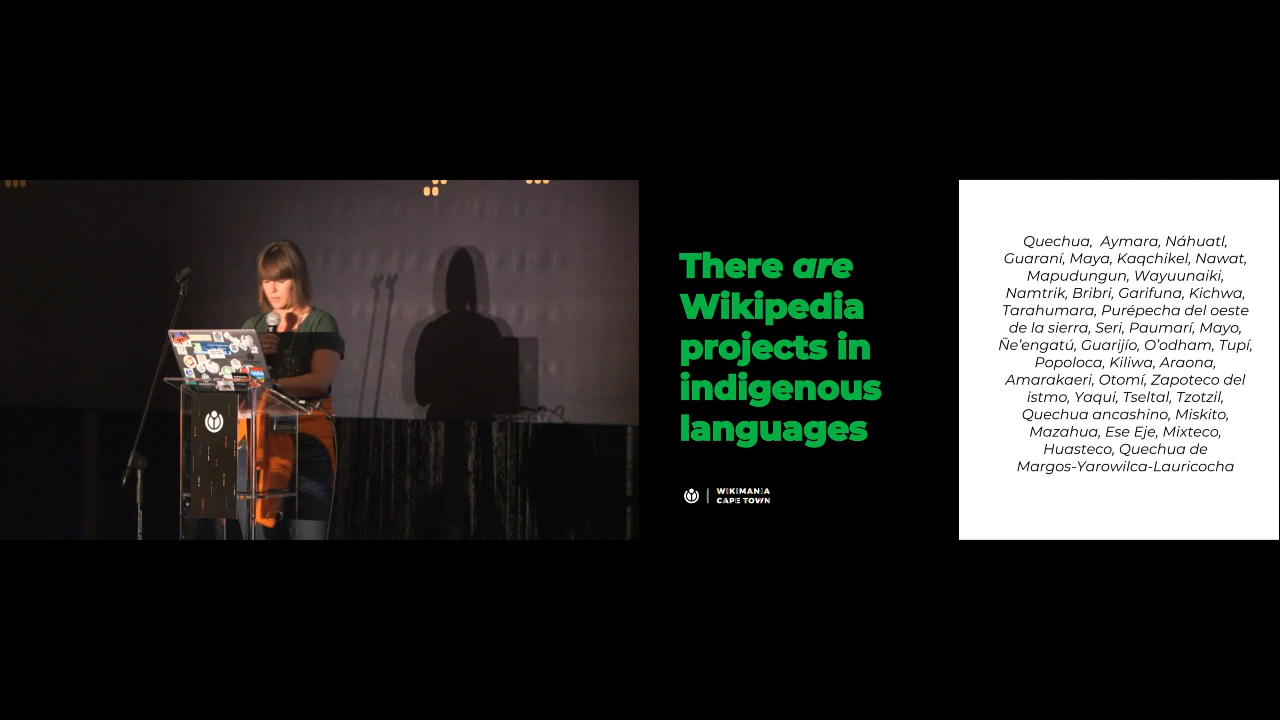 There are
Wikipedia
projects in
indigenous
languages
WIKIMANIA
CAPE TOWN
Quechua,  Aymara, Náhuatl,
Guaraní, Maya, Kaqchikel, Nawat,
Mapudungun, Wayuunaiki,
Namtrik, Bribri, Garifuna, Kichwa,
Tarahumara, Purépecha del oeste
de la sierra, Seri, Paumarí, Mayo,
Ñe'engatú, Guarijío, O'odham, Tupí,
Popoloca, Kiliwa, Araona,
Amarakaeri, Otomí, Zapoteco del
istmo, Yaqui, Tseltal, Tzotzil,
Quechua ancashino, Miskito,
Mazahua, Ese Eje, Mixteco,
Huasteco, Quechua de
Margos-Yarowilca-Lauricocha